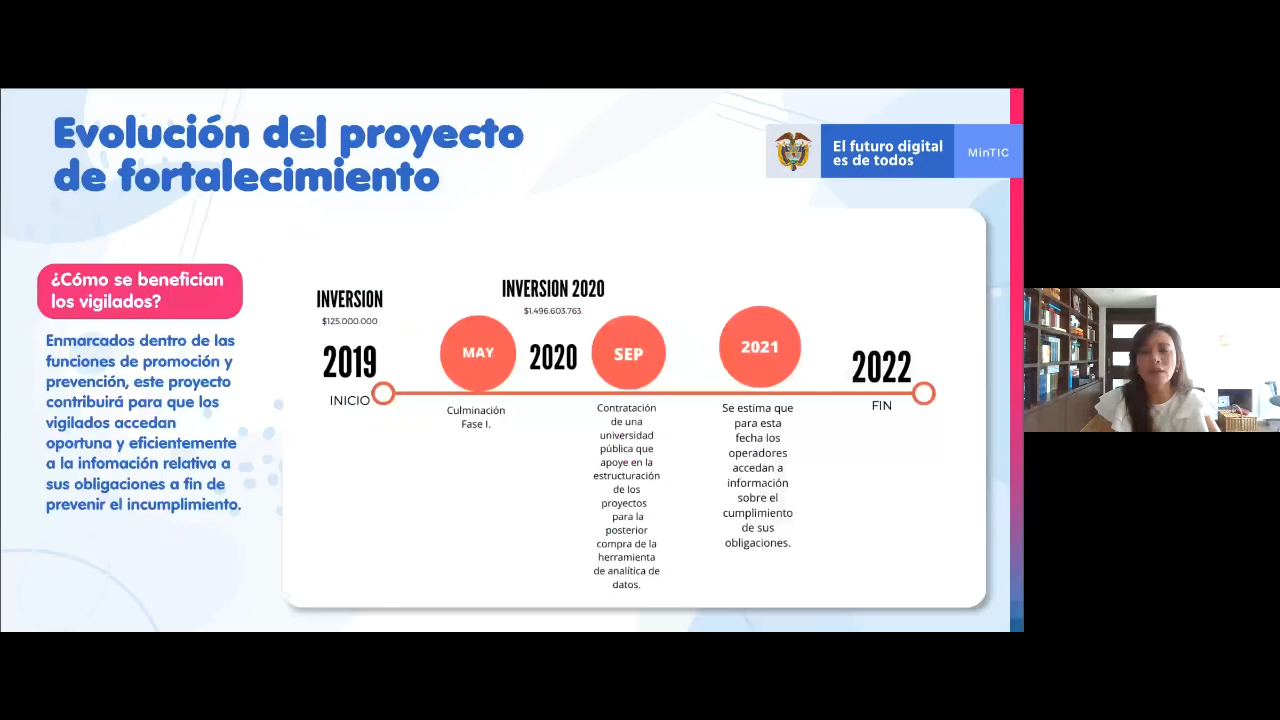 Evolución del proyecto
de fortalecimiento
El futuro digital
es de todos
MinTIC
¿Cómo se benefician
los vigilados?
Enmarcados dentro de las
funciones de promoción y
prevención, este proyecto
contribuirá para que los
vigilados accedan
oportuna y eficientemente
a la infomación relativa a
sus obligaciones a fin de
prevenir el incumplimiento.
INVERSION
$125.000.000
2019
INICIO
MAY
Culminación
Fase I.
INVERSION 2020
$1.496.603.763
2020
SEP
Contratación
de una
universidad
pública que
apoye en la
estructuración
de los
proyectos
para la
posterior
compra de la
herramienta
de analítica de
datos.
2021
Se estima que
para esta
fecha los
operadores
accedan a
información
sobre el
cumplimiento
de sus
obligaciones.
2022
FIN